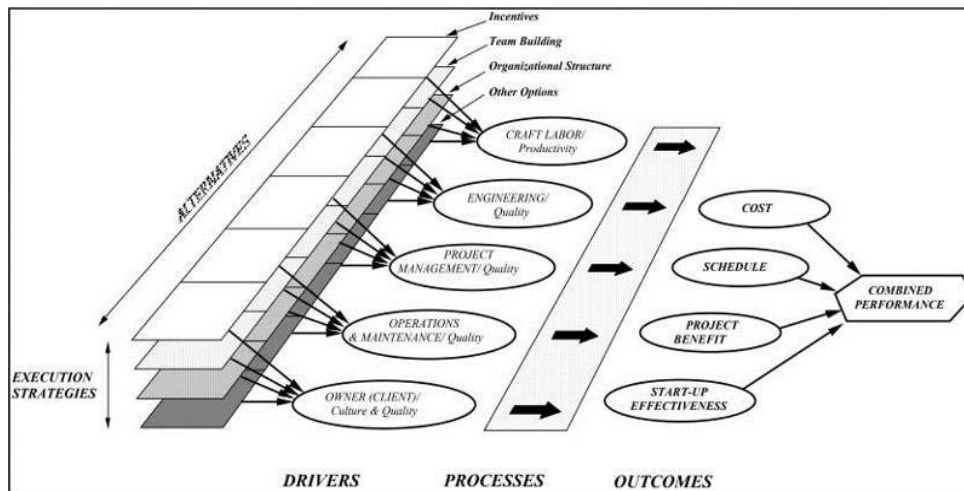 Incentives
Team Building
Organizational Structure
Other Options
ALTERNATIVES
EXECUTION
STRATEGIES
CRAFT LABOR/
Productivity
ENGINEERING/
Quality
PROJECT
MANAGEMENT/ Quality
OPERATIONS
& MAINTENANCE/ Quality
OWNER (CLIENT)/
Culture & Quality
COST
SCHEDULE
PROJECT
BENEFIT
START-UP
EFFECTIVENESS
COMBINED
PERFORMANCE
DRIVERS
PROCESSES
OUTCOMES